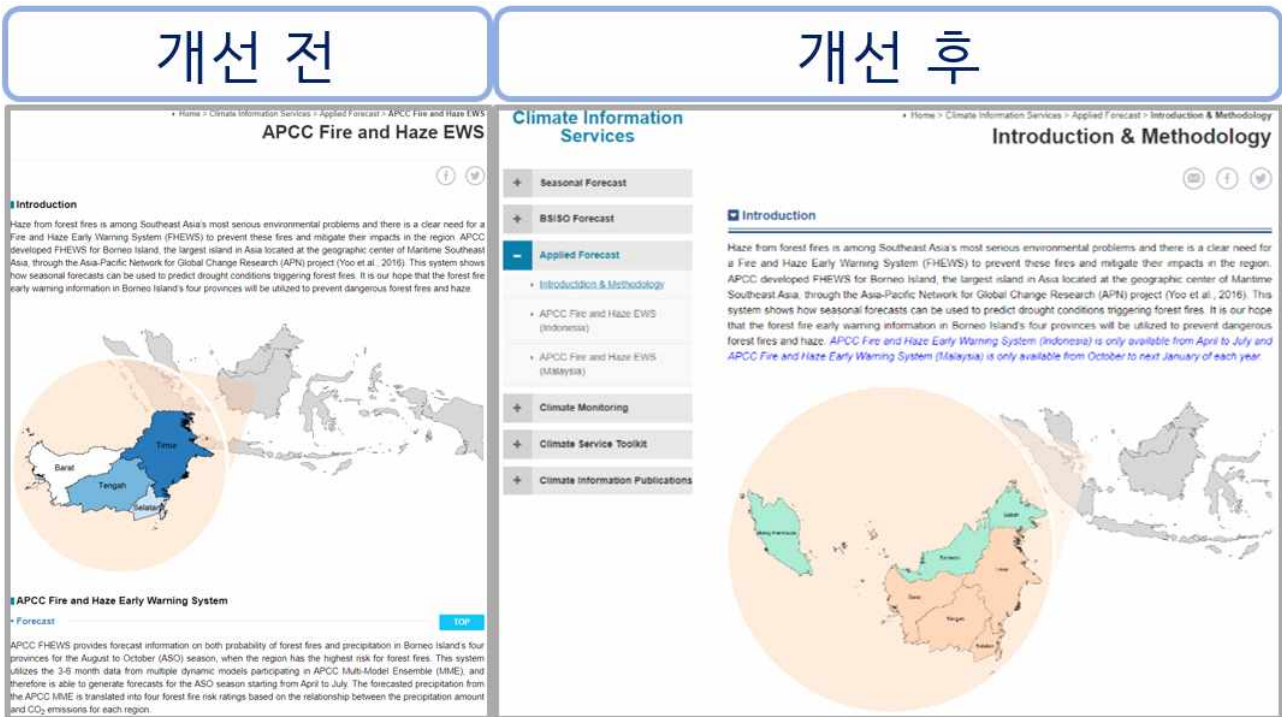 개선 전
개선 후
Home > Climate Information Services > Applied Forecast > APCC Fire and Haze EWS
APCC Fire and Haze EWS
Introduction
Haze from forest fires is among Southeast Asia's most serious environmental problems and there is a clear need for a
Fire and Haze Early Warning System (FHEWS) to prevent these fires and mitigate their impacts in the region. APCC
developed FHEWS for Borneo Island, the largest island in Asia located at the geographic center of Maritime Southeast
Asia, through the Asia-Pacific Network for Global Change Research (APN) project (Yoo et al., 2016). This system shows
how seasonal forecasts can be used to predict drought conditions triggering forest fires. It is our hope that the forest fire
early warning information in Borneo Island's four provinces will be utilized to prevent dangerous forest fires and haze.
Barat
Timur
Tengah
Selatan
APCC Fire and Haze Early Warning System
Forecast
TOP
APCC FHEWS provides forecast information on both probability of forest fires and precipitation in Borneo Island's four
provinces for the August to October (ASO) season, when the region has the highest risk for forest fires. This system
utilizes the 3-6 month data from multiple dynamic models participating in APCC Multi-Model Ensemble (MME), and
therefore is able to generate forecasts for the ASO season starting from April to July. The forecasted precipitation from
the APCC MME is translated into four forest fire risk ratings based on the relationship between the precipitation amount
and CO₂ emissions for each region.
Climate Information
Services
+ Seasonal Forecast
+ BSISO Forecast
− Applied Forecast
Introductidion & Methodology
APCC Fire and Haze EWS
(Indonesia)
APCC Fire and Haze EWS
(Malaysia)
+ Climate Monitoring
+ Climate Service Toolkit
+ Climate Information Publications
Home > Climate Information Services > Applied Forecast > Introduction & Methodology
Introduction & Methodology
Introduction
Haze from forest fires is among Southeast Asia's most serious environmental problems and there is a clear need for
a Fire and Haze Early Warning System (FHEWS) to prevent these fires and mitigate their impacts in the region.
APCC developed FHEWS for Borneo Island, the largest island in Asia located at the geographic center of Maritime
Southeast Asia, through the Asia-Pacific Network for Global Change Research (APN) project (Yoo et al., 2016). This
system shows how seasonal forecasts can be used to predict drought conditions triggering forest fires. It is our hope
that the forest fire early warning information in Borneo Island's four provinces will be utilized to prevent dangerous
forest fires and haze. APCC Fire and Haze Early Warning System (Indonesia) is only available from April to July and
APCC Fire and Haze Early Warning System (Malaysia) is only available from October to next January of each year.
Sabah
Sarawak
Timur
Barat
Tengah
Selatan